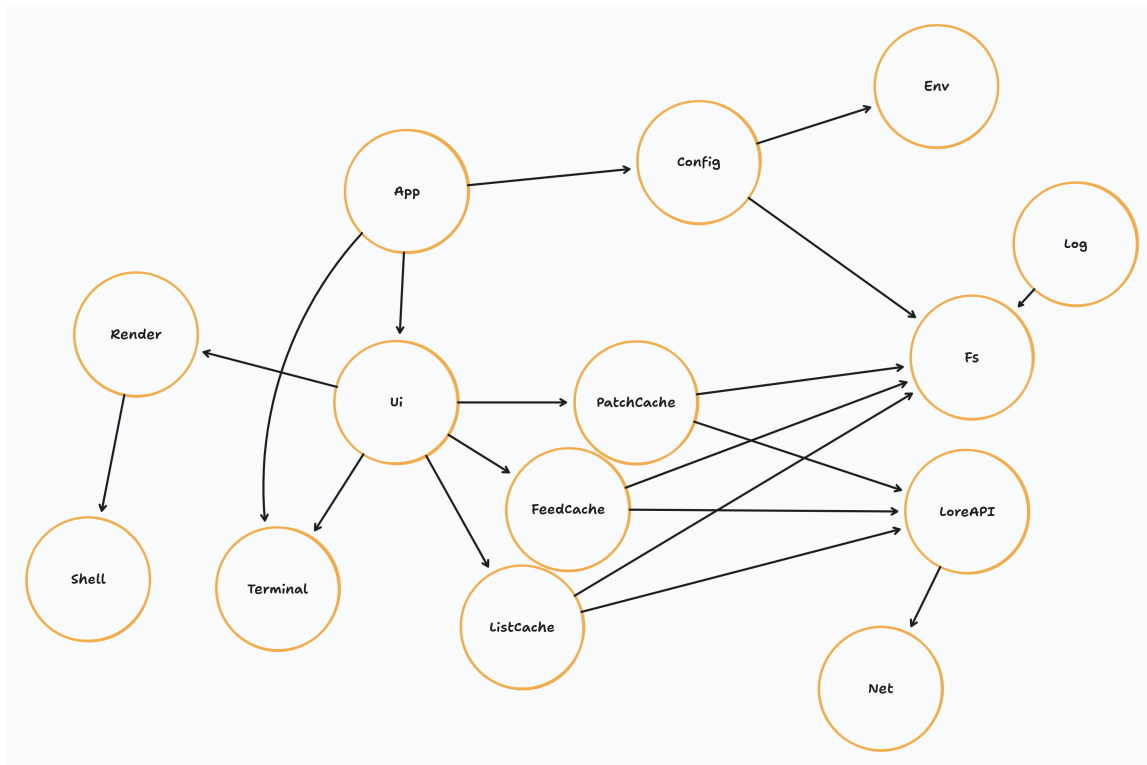 Env
Config
App
Log
Render
Fs
Ui
PatchCache
FeedCache
LoreAPI
Shell
Terminal
ListCache
Net